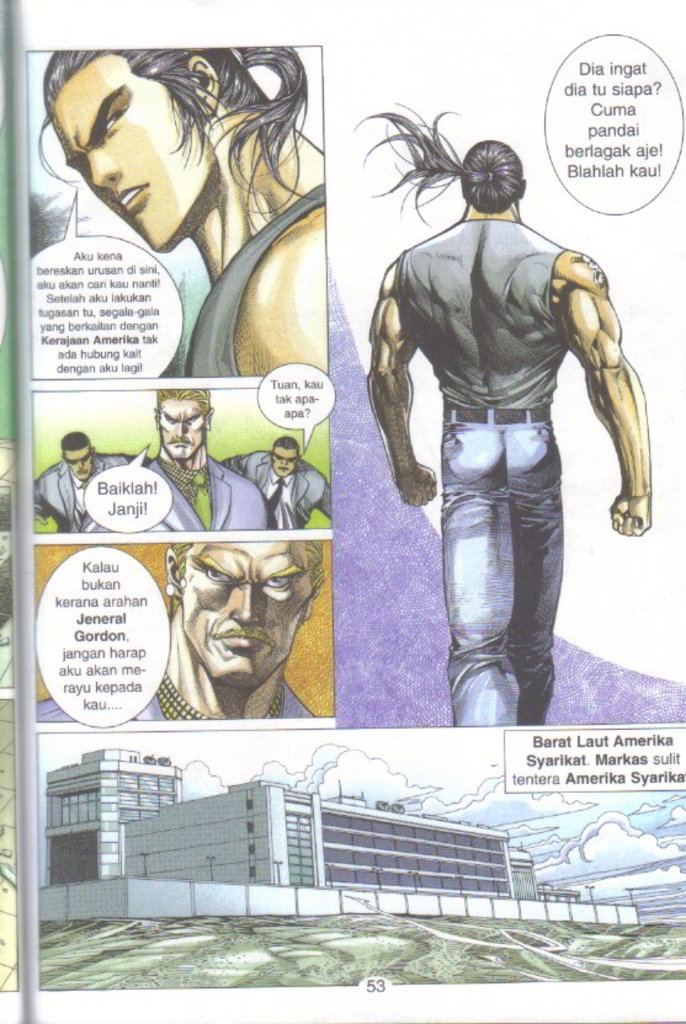 Aku kena
bereskan urusan di sini,
aku akan cari kau nanti!
Setelah aku lakukan
tugasan tu, segala-gala
yang berkaitan dengan
Kerajaan Amerika tak
ada hubung kait
dengan aku lagi!
Dia ingat
dia tu siapa?
Cuma
pandai
berlagak aje!
Blahlah kau!
Tuan, kau
tak apa-
apa?
Baiklah!
Janji!
Kalau
bukan
kerana arahan
Jeneral
Gordon,
jangan harap
aku akan me-
rayu kepada
kau....
Barat Laut Amerika
Syarikat. Markas sulit
tentera Amerika Syarikat
53